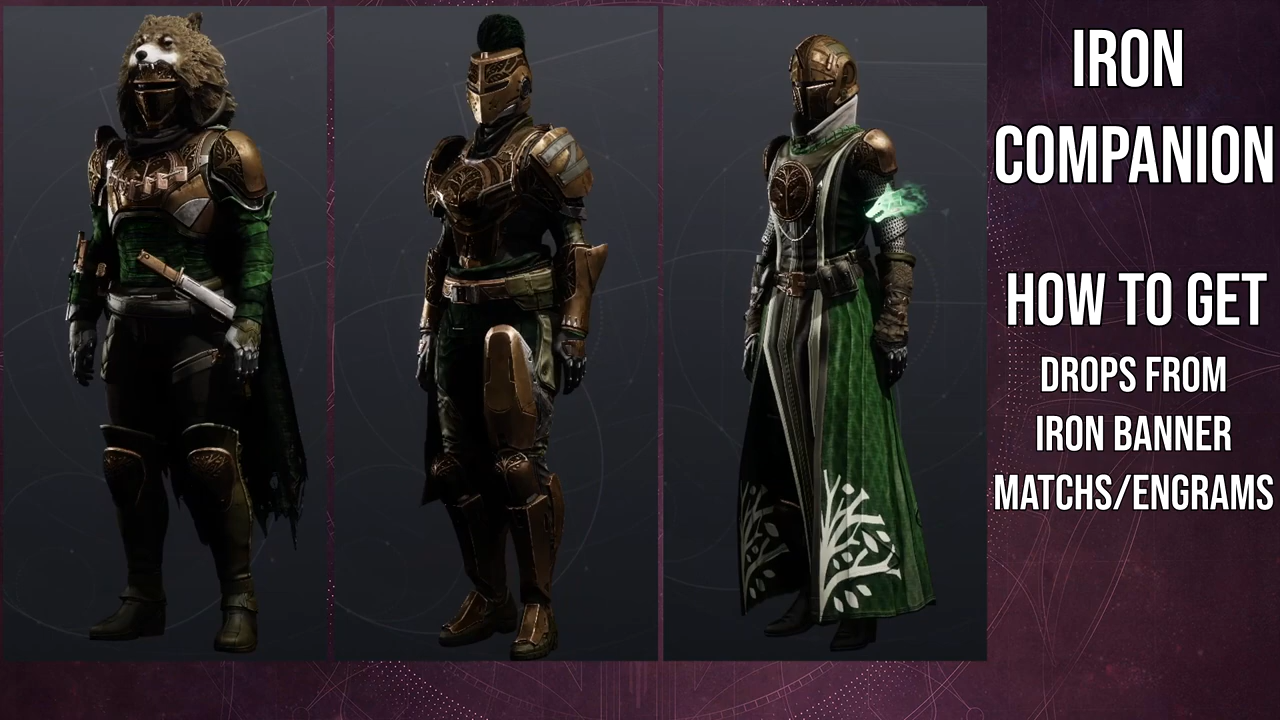 IRON
COMPANION
HOW TO GET
DROPS FROM
IRON BANNER
MATCHS/ENGRAMS